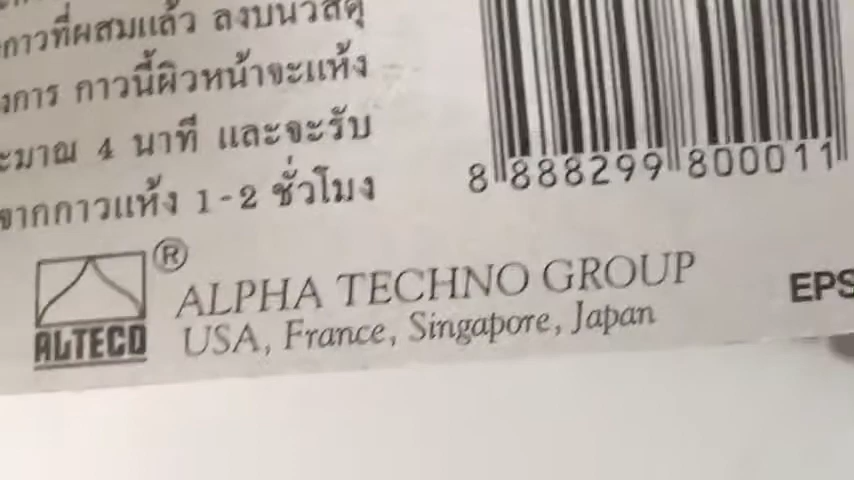 กาวที่ผสมแล้ว ลงบนวัสดุ
งการ กาวนี้ผิวหน้าจะแห้ง
ะมาณ 4 นาที และจะรับ
จากกาวแห้ง 1-2 ชั่วโมง
8 888299 800011
®
ALTECO
ALPHA TECHNO GROUP
USA, France, Singapore, Japan
EPS